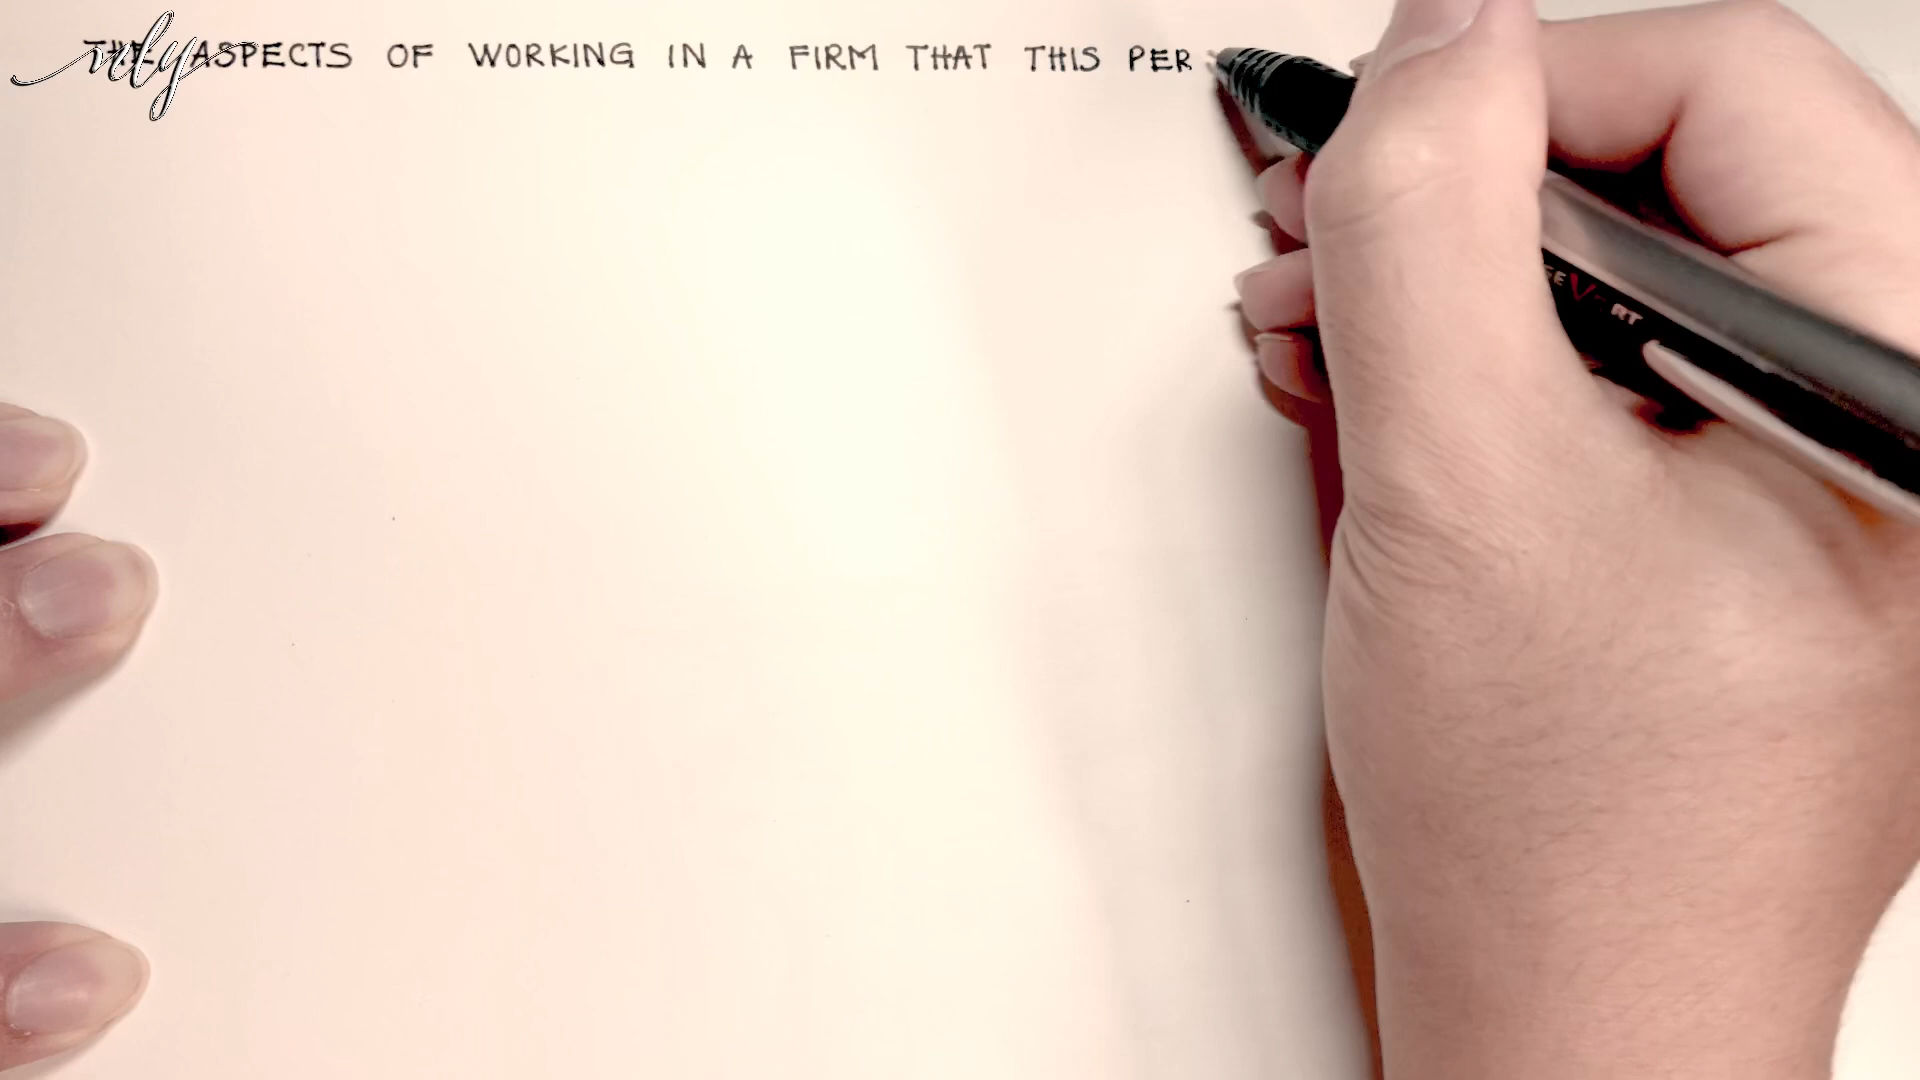 THE ASPECTS OF WORKING IN A FIRM THAT THIS PER